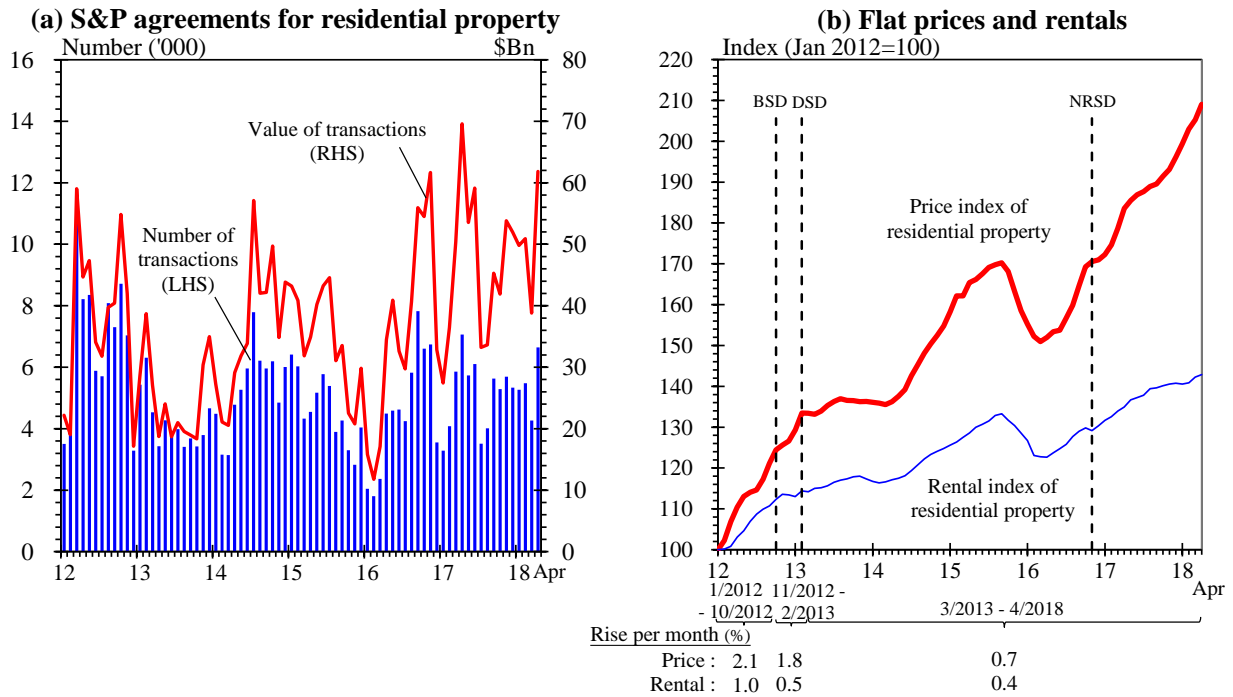 (a) S&P agreements for residential property
Number ('000)
$Bn
16
14
12
10
8
6
4
2
0
80
70
60
50
40
30
20
10
0
Value of transactions
(RHS)
Number of
transactions
(LHS)
12 13 14 15 16 17 18 Apr
(b) Flat prices and rentals
Index (Jan 2012=100)
220
210
200
190
180
170
160
150
140
130
120
110
100
BSD DSD NRSD
Price index of
residential property
Rental index of
residential property
12 13 14 15 16 17 18
Apr
1/2012
- 10/2012
11/2012 -
2/2013
3/2013 - 4/2018
Rise per month (%)
Price : 2.1 1.8 0.7
Rental : 1.0 0.5 0.4